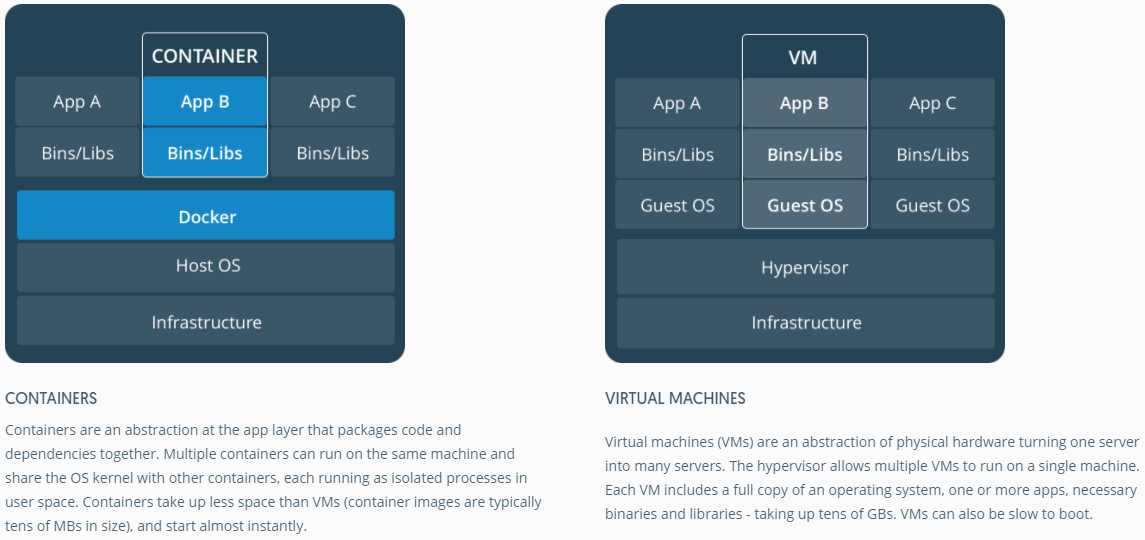 CONTAINER
App A
App B
App C
Bins/Libs
Bins/Libs
Bins/Libs
Docker
Host OS
Infrastructure
CONTAINERS
Containers are an abstraction at the app layer that packages code and
dependencies together. Multiple containers can run on the same machine and
share the OS kernel with other containers, each running as isolated processes in
user space. Containers take up less space than VMs (container images are typically
tens of MBs in size), and start almost instantly.
VM
App A
App B
App C
Bins/Libs
Bins/Libs
Bins/Libs
Guest OS
Guest OS
Guest OS
Hypervisor
Infrastructure
VIRTUAL MACHINES
Virtual machines (VMs) are an abstraction of physical hardware turning one server
into many servers. The hypervisor allows multiple VMs to run on a single machine.
Each VM includes a full copy of an operating system, one or more apps, necessary
binaries and libraries - taking up tens of GBs. VMs can also be slow to boot.